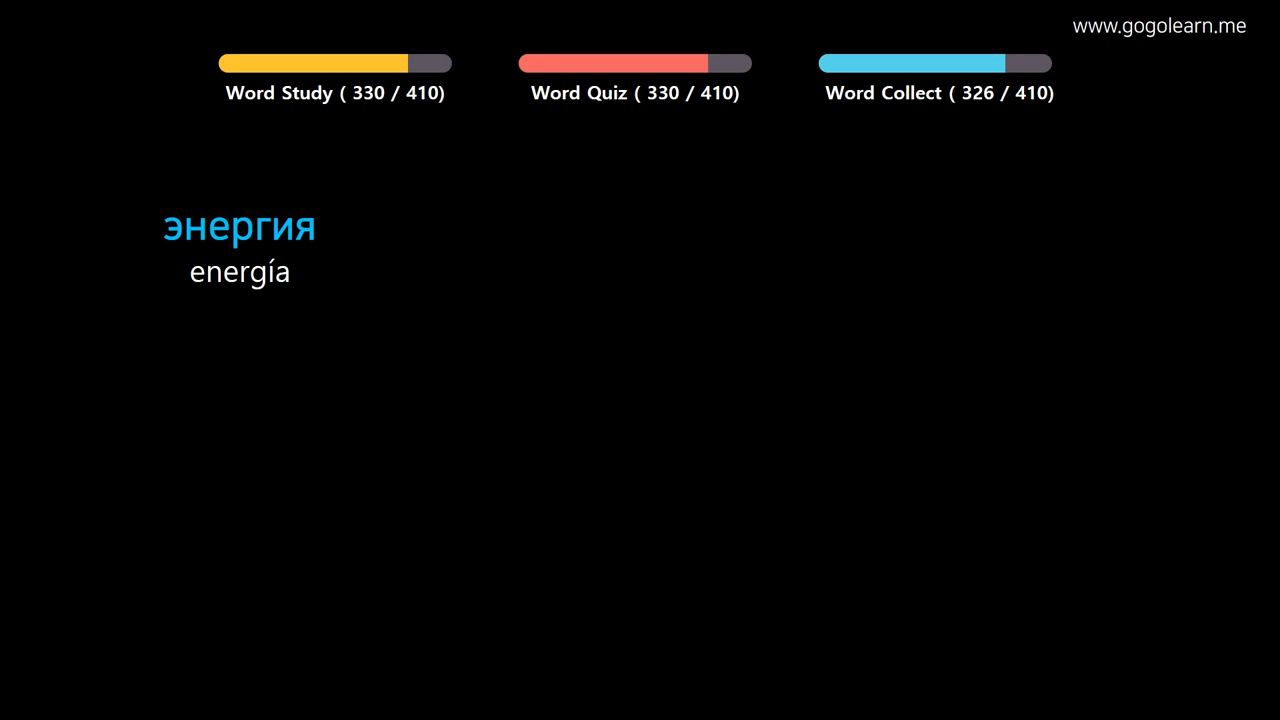 www.gogolearn.me
Word Study ( 330 / 410)
Word Quiz ( 330 / 410)
Word Collect ( 326 / 410)
энергия
energía